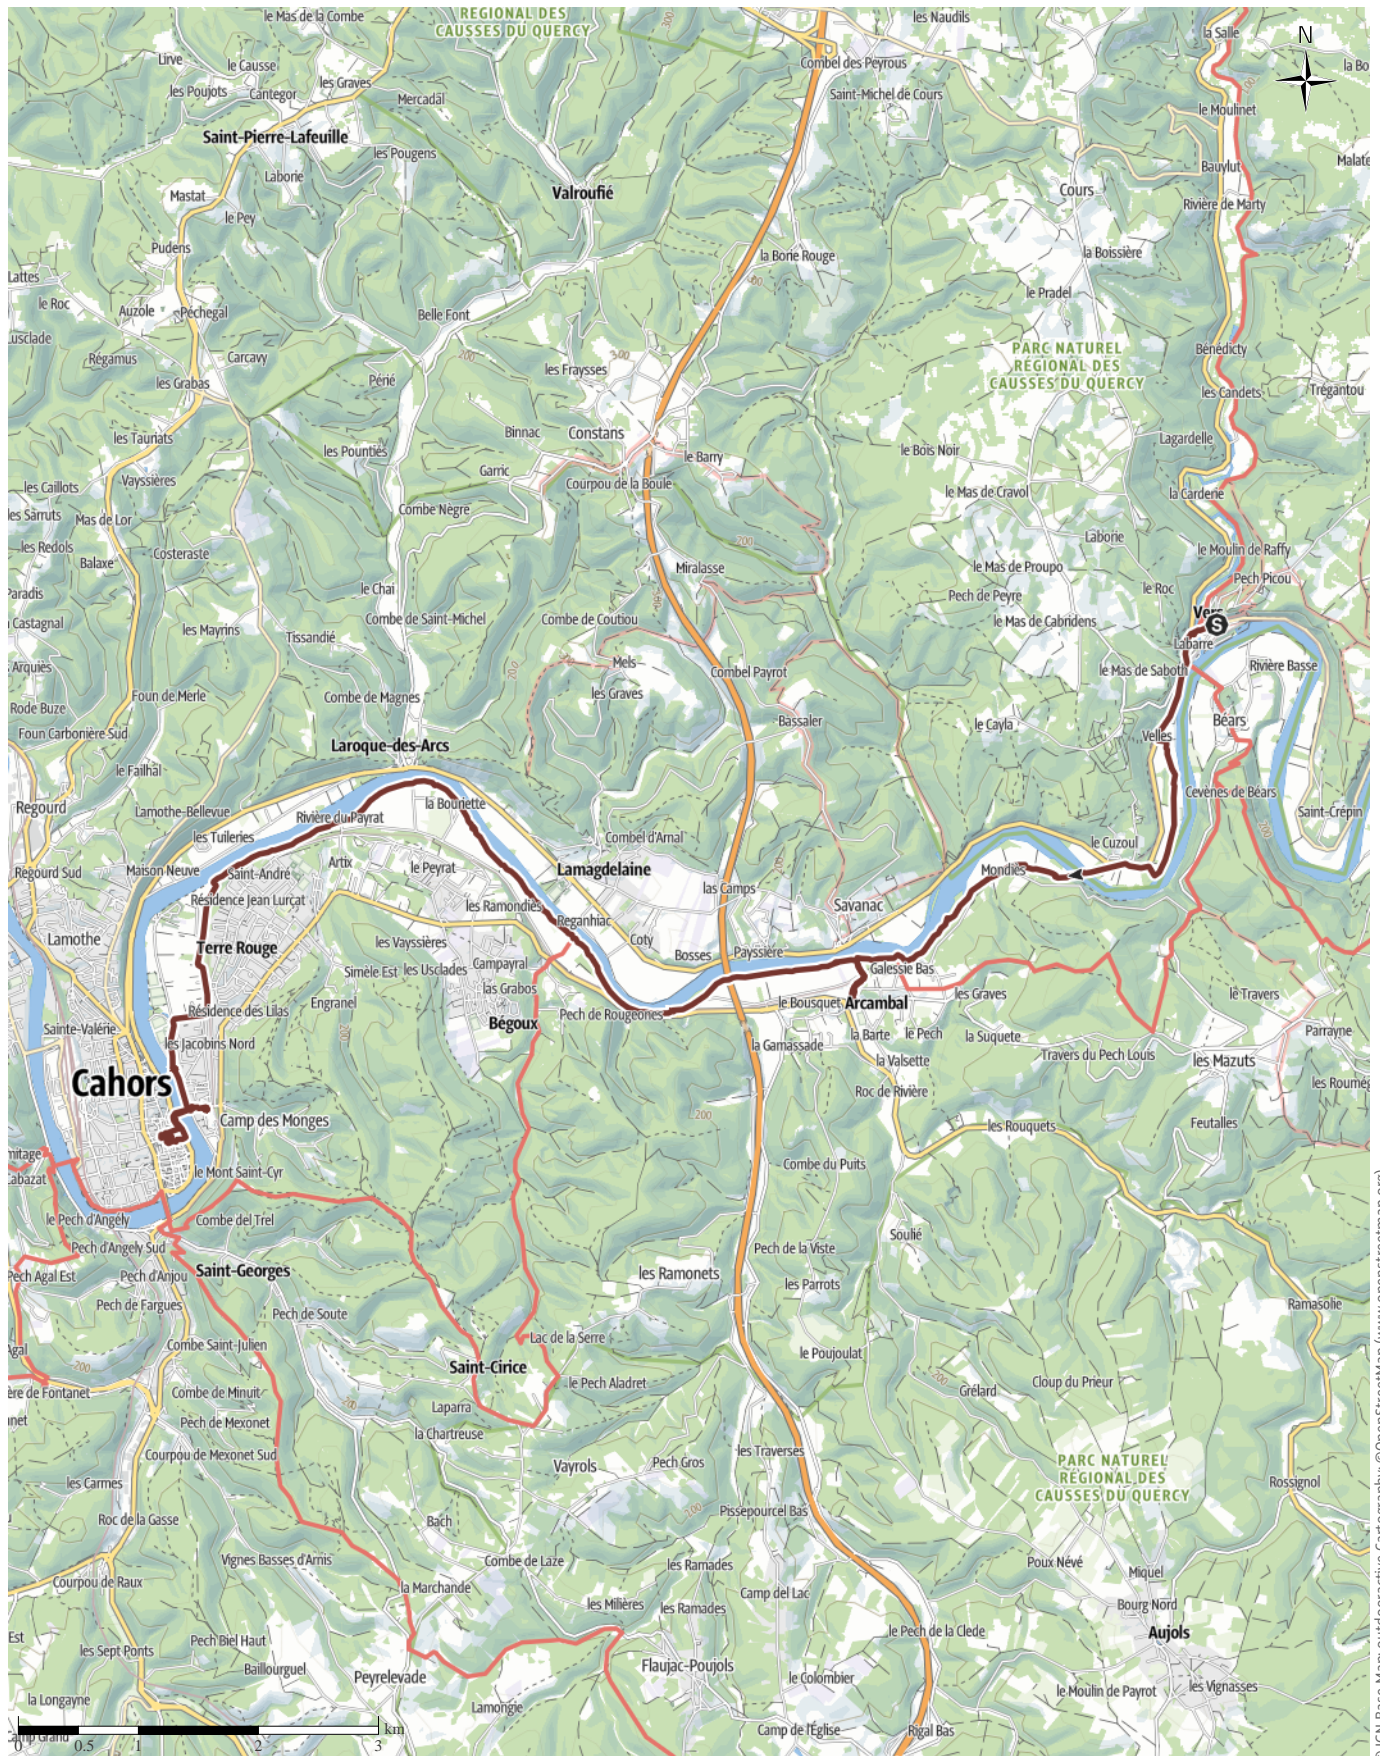 RÉGIONAL DES
CAUSSES DU QUERCY
le Mas de la Combe
les Naudils
la Salle
N
Lirve
le Causse
Combel des Peyrous
les Poujots
Cantegor
les Graves
Mercadal
Saint-Michel de Cours
le Moulinet
Saint-Pierre-Lafeuille
les Pougens
Bauylut
Laborie
Mastat
Valroufié
Cours
le Pey
Rivière de Marty
Pudens
la Borie Rouge
la Boissière
Lattes
le Roc
Auzole
Péchegal
Belle Font
le Pradel
Régamus
Carcavy
200
300
PARC NATUREL
RÉGIONAL DES
CAUSSES DU QUERCY
Bénédicty
les Grabas
Périé
les Fraysses
les Candets
Trégantou
les Tauriats
Binnac
Constans
Lagardelle
les Pounties
le Barry
le Bois Noir
Vayssières
Garric
les Caillots
Courpou de la Boule
le Mas de Cravol
la Carderie
les Sarruts
Mas de Lor
Combe Nègre
200
Laborie
les Redols
Costeraste
Balaxe
le Moulin de Raffy
Miralasse
le Mas de Proupo
Pech Picou
le Chai
Pech de Peyre
le Roc
Castagnal
Combe de Saint-Michel
Combe de Coutiou
Vers
S
les Mayrins
Tissandié
le Mas de Cabridens
Labarre
Arquiès
Mels
Combel Payrot
le Mas de Saboth
Rivière Basse
Foun de Merle
Combe de Magnes
les Graves
Rode Buze
Bassaler
le Cayla
Béars
Foun Carbonière Sud
Laroque-des-Arcs
Velles
le Failhal
Regourd
Lamothe-Bellevue
la Bouriette
Cevènes de Béars
Rivière du Payrat
Saint-Crépin
les Tuileries
Combel d'Arnal
200
le Cuzoul
Regourd Sud
Maison Neuve
Saint-André
Artix
le Peyrat
Lamagdelaine
Mondiès
Résidence Jean Lurcat
las Camps
les Ramondies
Savanac
Reganhiac
Lamothe
Terre Rouge
les Vayssières
Coty
Bosses
Payssière
Simèle Est
les Usclades
Campayral
Galessie Bas
las Grabos
Engranel
le Bousquet
Arcambal
les Graves
le Travers
Résidence des Lilas
200
Bégoux
Pech de Rougeones
Sainte-Valérie
la Barte
le Pech
la Suquete
Parrayne
les Jacobins Nord
la Gamassade
Travers du Pech Louis
les Mazuts
la Valsette
Cahors
Roc de Rivière
Camp des Monges
200
les Rouquets
Feutalles
le Mont Saint-Cyr
Combe du Puits
le Pech d'Angély
Combe del Trel
Soulié
Pech d'Angely Sud
Pech de la Viste
Saint-Georges
Pech Agal Est
Pech d'Anjou
les Ramonets
les Parrots
Pech de Fargues
Pech de Soute
Ramasolie
Combe Saint-Julien
Lac de la Serre
le Poujoulat
200
Saint-Cirice
le Pech Aladret
200
Grélard
Cloup du Prieur
Combe de Minuit
Laparra
200
Pech de Mexonet
la Chartreuse
Courpou de Mexonet Sud
les Traverses
PARC NATUREL
RÉGIONAL DES
CAUSSES DU QUERCY
Vayrols
Pech Gros
les Carmes
Rossignol
Pissepourcel Bas
Roc de la Gasse
Bach
Vignes Basses d'Arnis
Combe de Laze
les Ramades
Poux Névé
Miquel
Courpou de Raux
la Marchande
Camp del Lac
les Milières
les Ramades
Bourg Nord
Est
Pech Biel Haut
le Pech de la Clede
Aujols
les Sept Ponts
Baillourguel
Peyrelevade
Flaujac-Poujols
le Colombier
les Vignasses
la Longayne
le Moulin de Payrot
Lamongie
km
Camp de l'Église
Rigal Bas
0
0.5
1
2
3